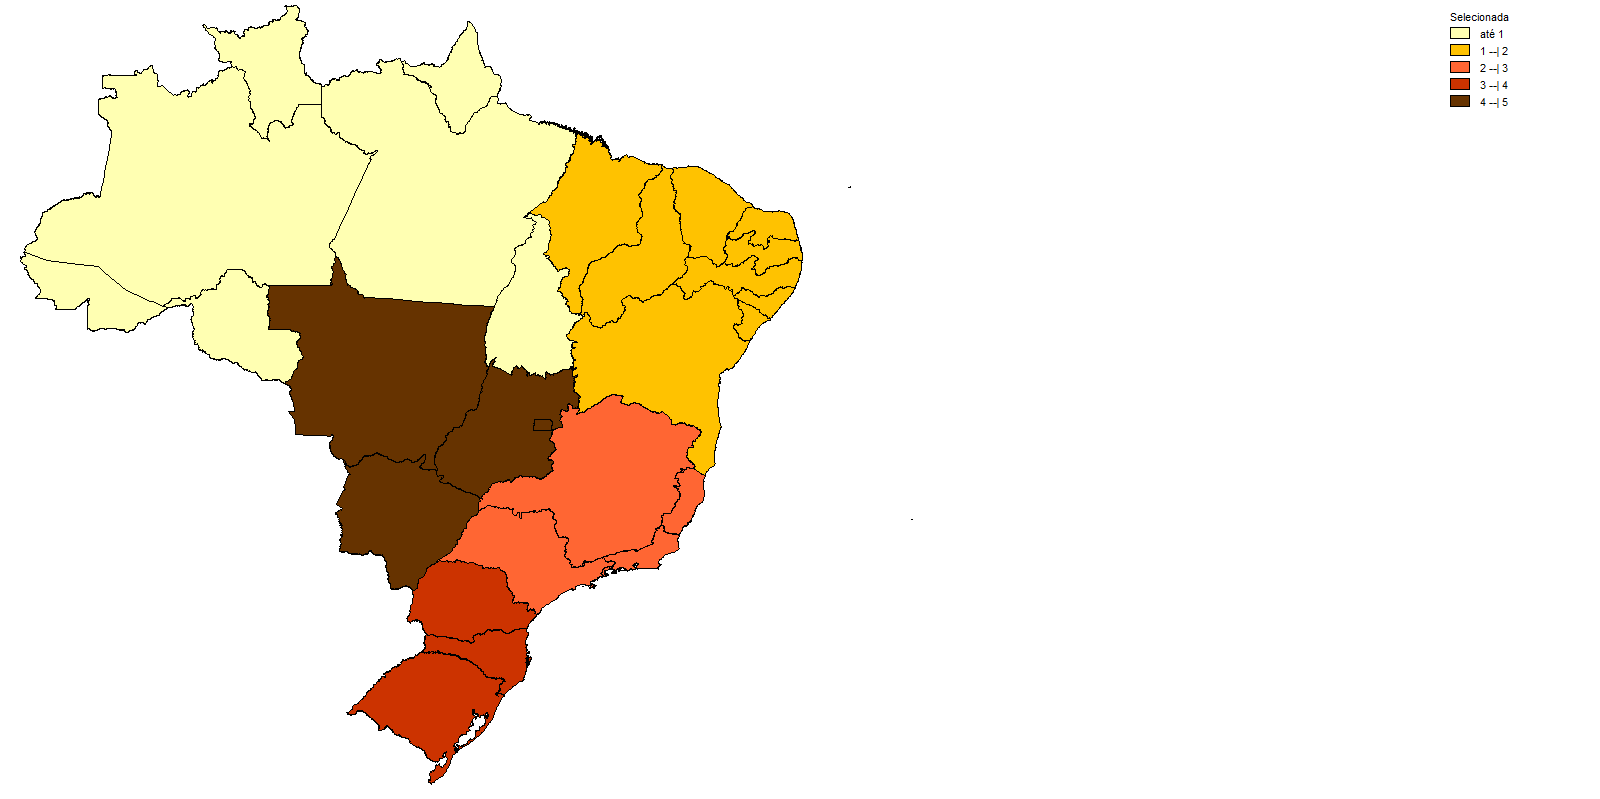 Selecionada
até 1
1 --| 2
2 --| 3
3 --| 4
4 --| 5